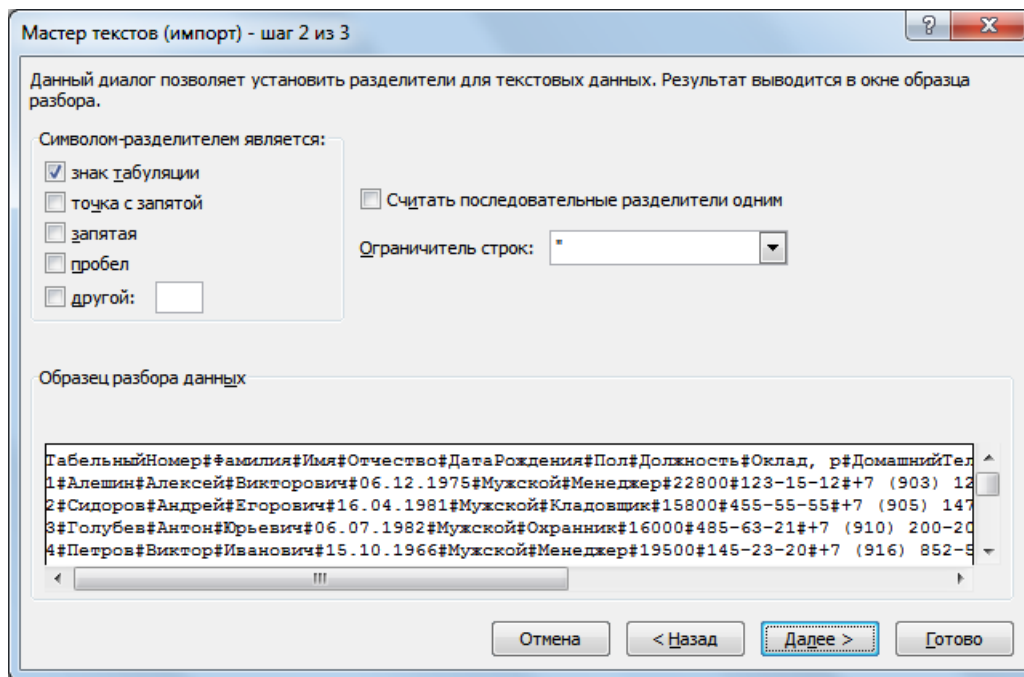 Мастер текстов (импорт) - шаг 2 из 3
Данный диалог позволяет установить разделители для текстовых данных. Результат выводится в окне образца
разбора.
Символом-разделителем является:
знак табуляции
точка с запятой
запятая
пробел
другой:
Считать последовательные разделители одним
Ограничитель строк: "
Образец разбора данных
ТабельныйНомер#Фамилия#Имя#Отчество#ДатаРождения#Пол#Должность#Оклад, р#ДомашнийТел
1#Алешин#Алексей#Викторович#06.12.1975#Мужской#Менеджер#22800#123-15-12#+7 (903) 12
2#Сидоров#Андрей#Егорович#16.04.1981#Мужской#Кладовщик#15800#455-55-55#+7 (905) 147
3#Голубев#Антон#Юрьевич#06.07.1982#Мужской#Охранник#16000#485-63-21#+7 (910) 200-20
4#Петров#Виктор#Иванович#15.10.1966#Мужской#Менеджер#19500#145-23-20#+7 (916) 852-5
Отмена
< Назад
Далее >
Готово